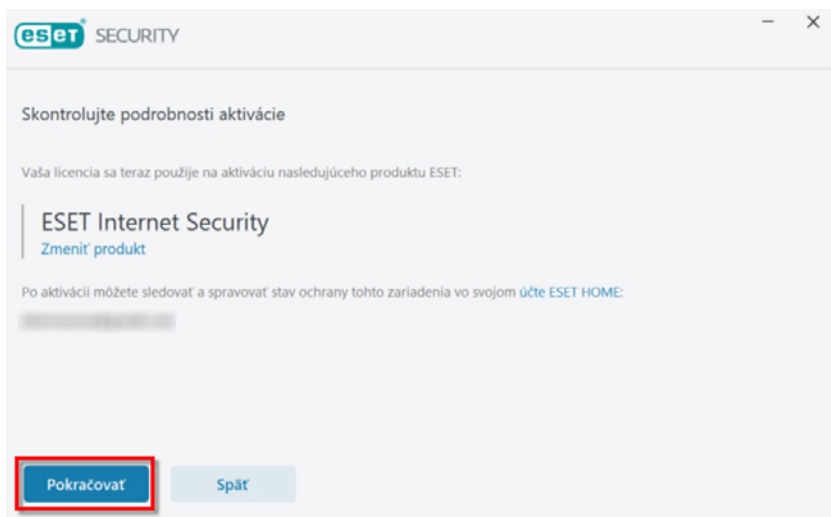 eset SECURITY
Skontrolujte podrobnosti aktivácie
Vaša licencia sa teraz použije na aktiváciu nasledujúceho produktu ESET:
ESET Internet Security
Zmeniť produkt
Po aktivácii môžete sledovať a spravovať stav ochrany tohto zariadenia vo svojom účte ESET HOME:
Pokračovať Späť